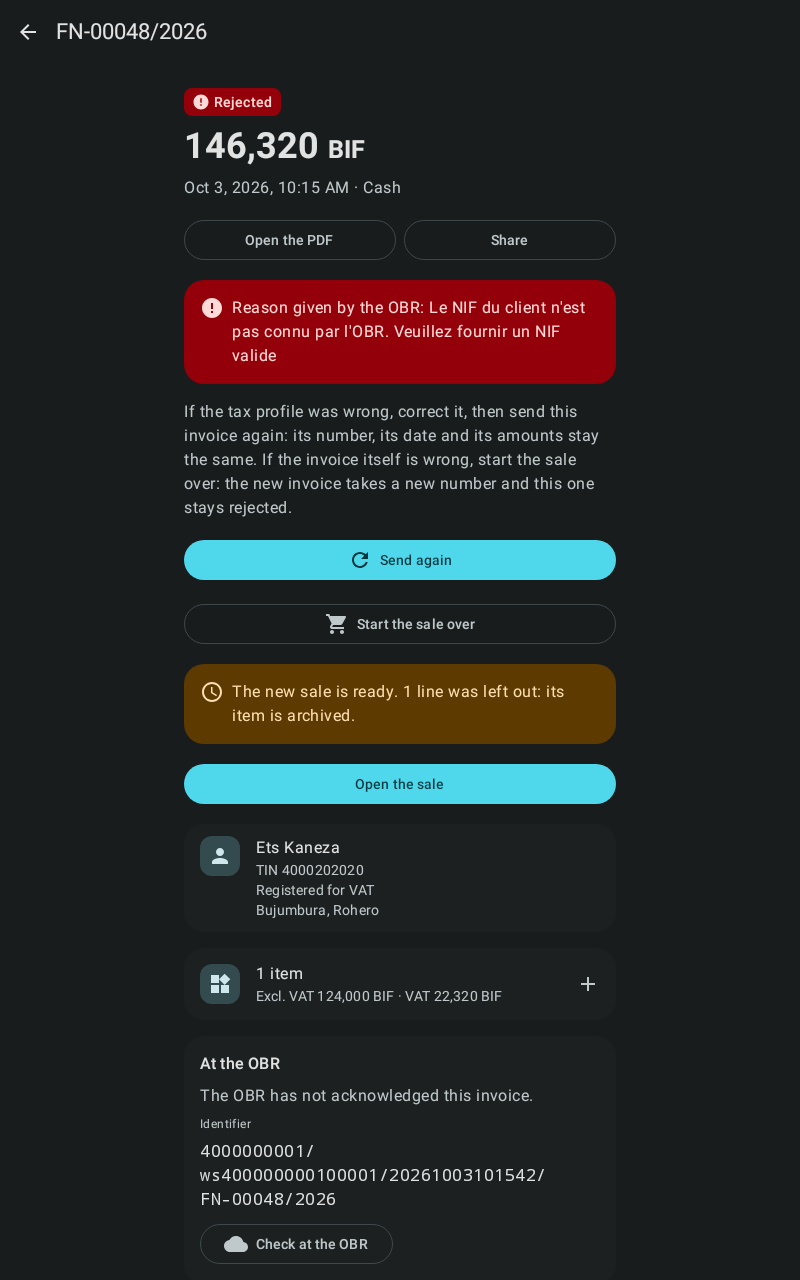 FN-00048/2026
Rejected
146,320 BIF
Oct 3, 2026, 10:15 AM · Cash
Open the PDF
Share
Reason given by the OBR: Le NIF du client n'est
pas connu par l'OBR. Veuillez fournir un NIF
valide
If the tax profile was wrong, correct it, then send this
invoice again: its number, its date and its amounts stay
the same. If the invoice itself is wrong, start the sale
over: the new invoice takes a new number and this one
stays rejected.
Send again
Start the sale over
The new sale is ready. 1 line was left out: its
item is archived.
Open the sale
Ets Kaneza
TIN 4000202020
Registered for VAT
Bujumbura, Rohero
1 item
Excl. VAT 124,000 BIF · VAT 22,320 BIF
At the OBR
The OBR has not acknowledged this invoice.
Identifier
4000000001/
ws400000000100001/20261003101542/
FN-00048/2026
Check at the OBR